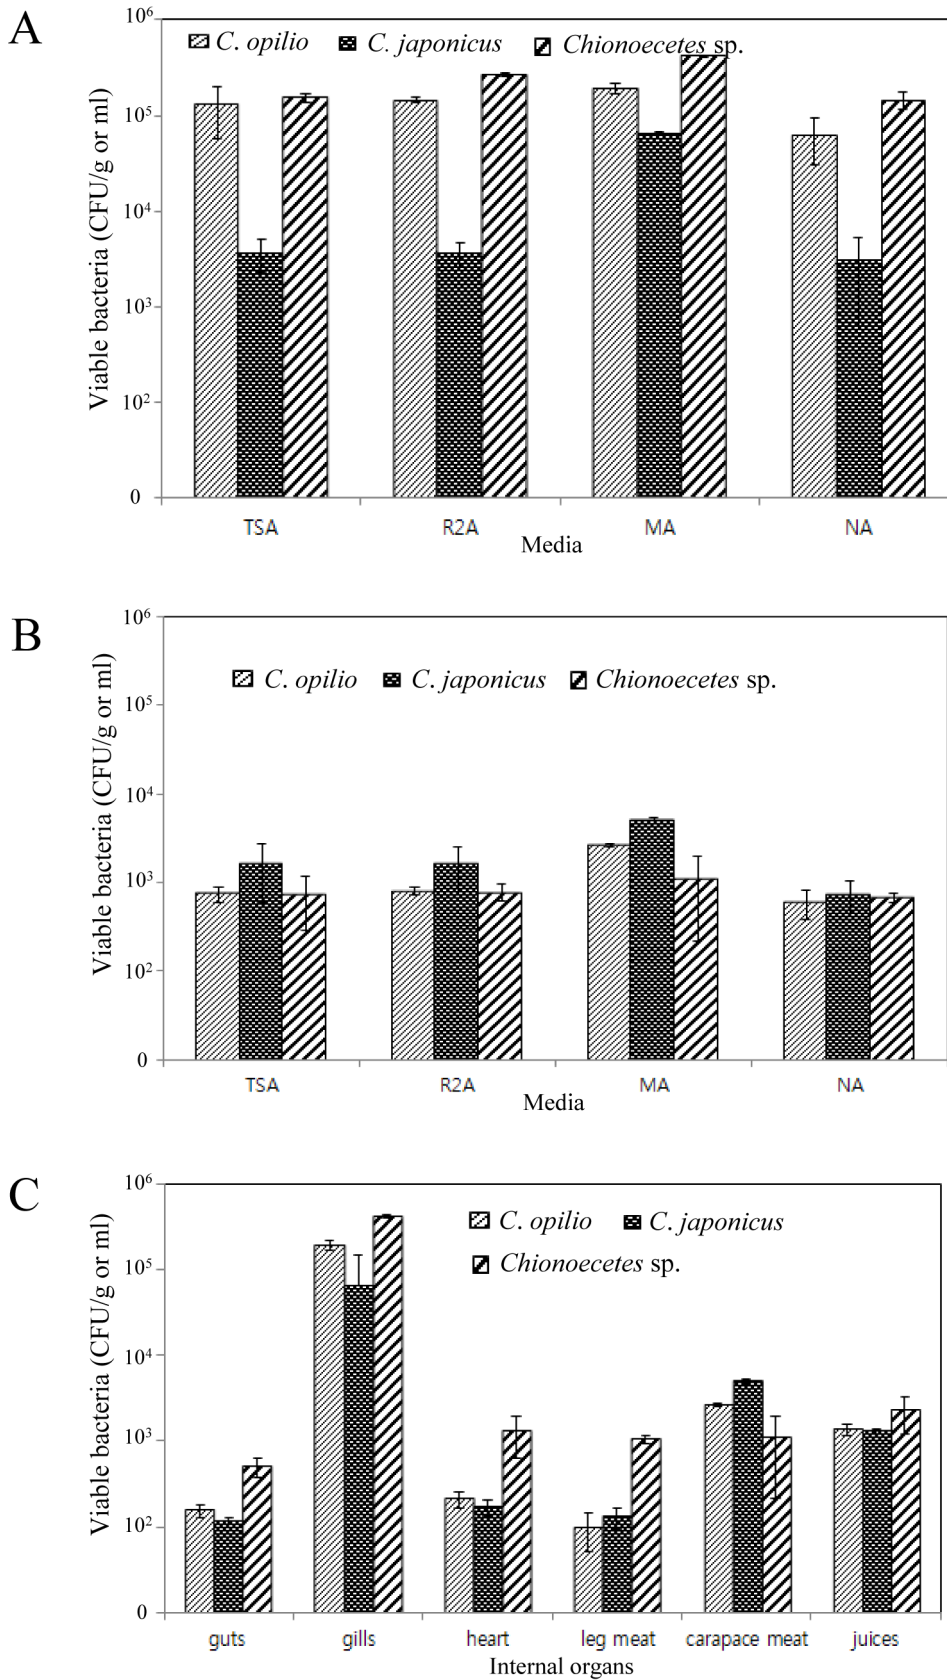 A
C. opilio C. japonicus Chionoecetes sp.
Viable bacteria (CFU/g or ml)
10⁶
10⁵
10⁴
10³
10²
0
TSA R2A MA NA
Media
B
C. opilio C. japonicus Chionoecetes sp.
Viable bacteria (CFU/g or ml)
10⁶
10⁵
10⁴
10³
10²
0
TSA R2A MA NA
Media
C
C. opilio C. japonicus
Chionoecetes sp.
Viable bacteria (CFU/g or ml)
10⁶
10⁵
10⁴
10³
10²
0
guts gills heart leg meat carapace meat juices
Internal organs